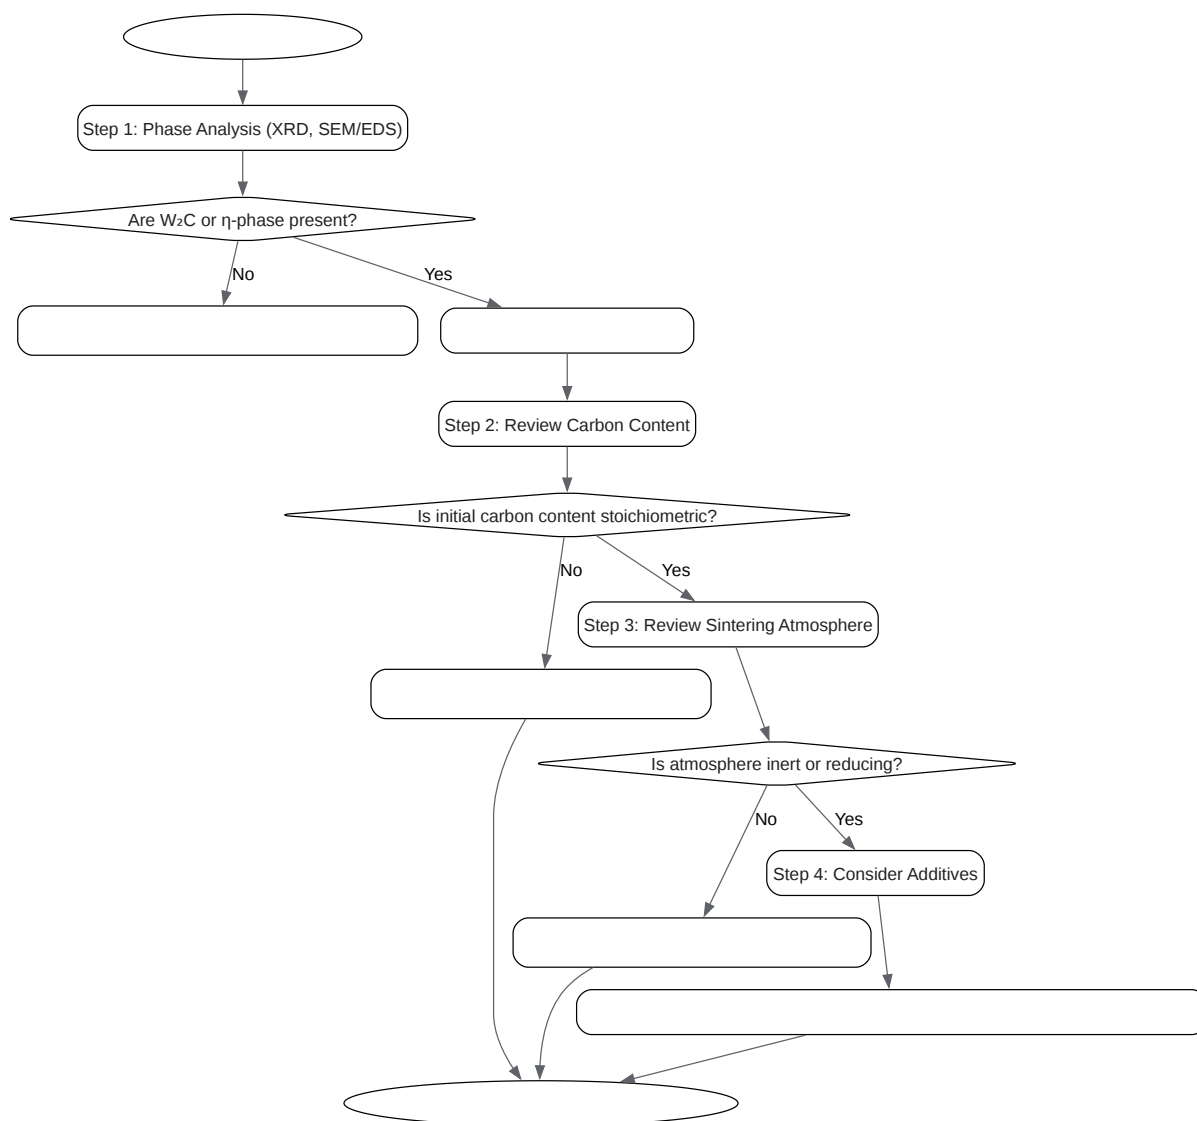 Step 1: Phase Analysis (XRD, SEM/EDS)
Are W₂C or η-phase present?
No
Yes
Step 2: Review Carbon Content
Is initial carbon content stoichiometric?
No
Yes
Step 3: Review Sintering Atmosphere
Is atmosphere inert or reducing?
No
Yes
Step 4: Consider Additives